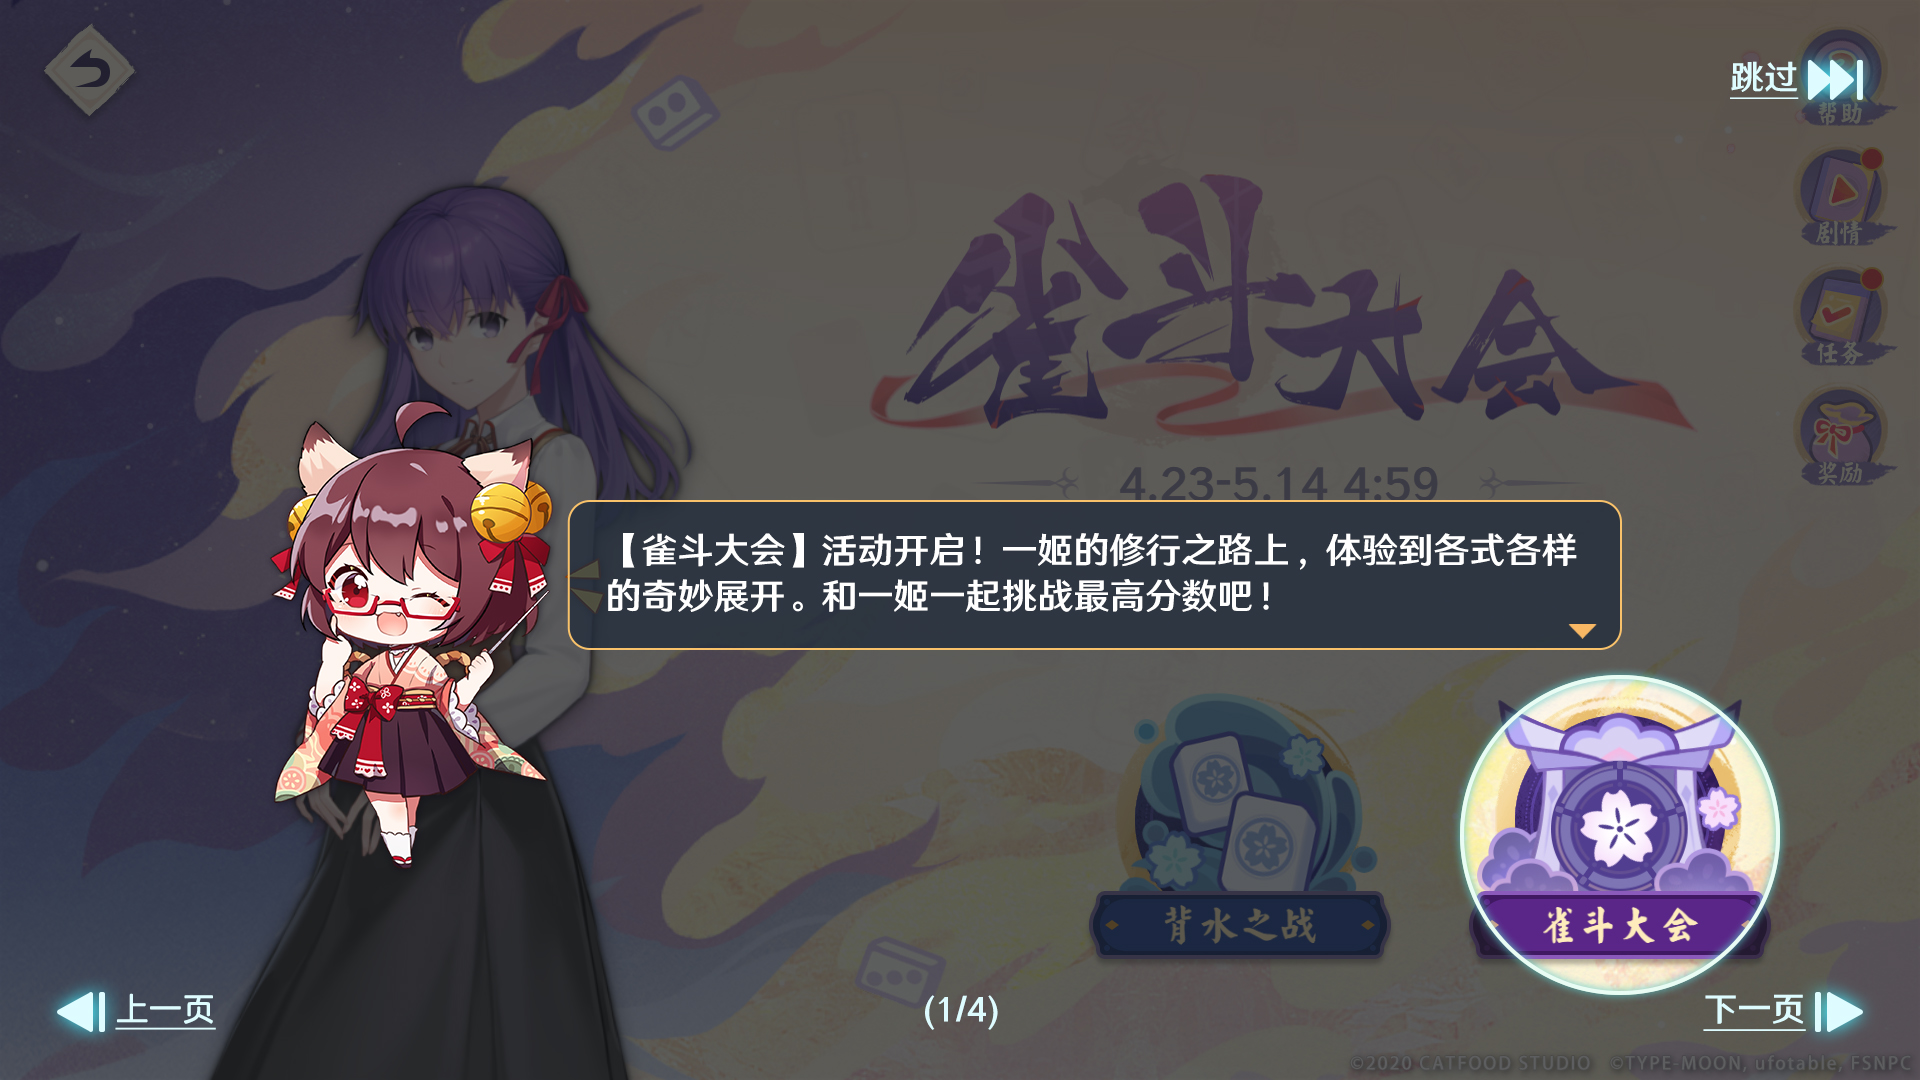 跳过
帮助
剧情
任务
奖励
雀斗大会
4.23-5.14 4:59
【雀斗大会】活动开启！一姬的修行之路上，体验到各式各样
的奇妙展开。和一姬一起挑战最高分数吧！
背水之战
雀斗大会
上一页
(1/4)
下一页
©2020 CATFOOD STUDIO ©TYPE-MOON, ufotable, FSNPC